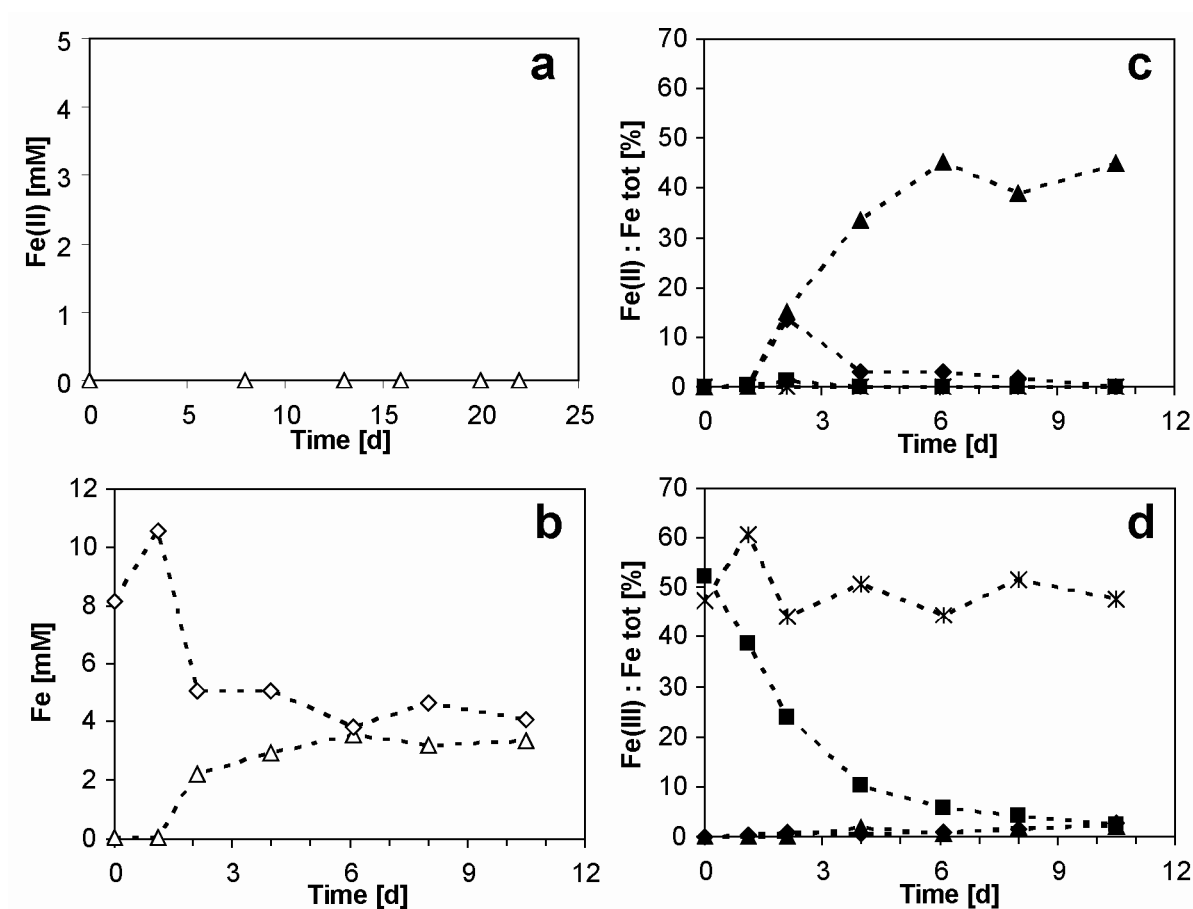 a
5
4
3
2
1
0
Fe(II) [mM]
0 5 10 15 20 25
Time [d]
c
70
60
50
40
30
20
10
0
Fe(II) : Fe tot [%]
0 3 6 9 12
Time [d]
b
12
10
8
6
4
2
0
Fe [mM]
0 3 6 9 12
Time [d]
d
70
60
50
40
30
20
10
0
Fe(III) : Fe tot [%]
0 3 6 9 12
Time [d]